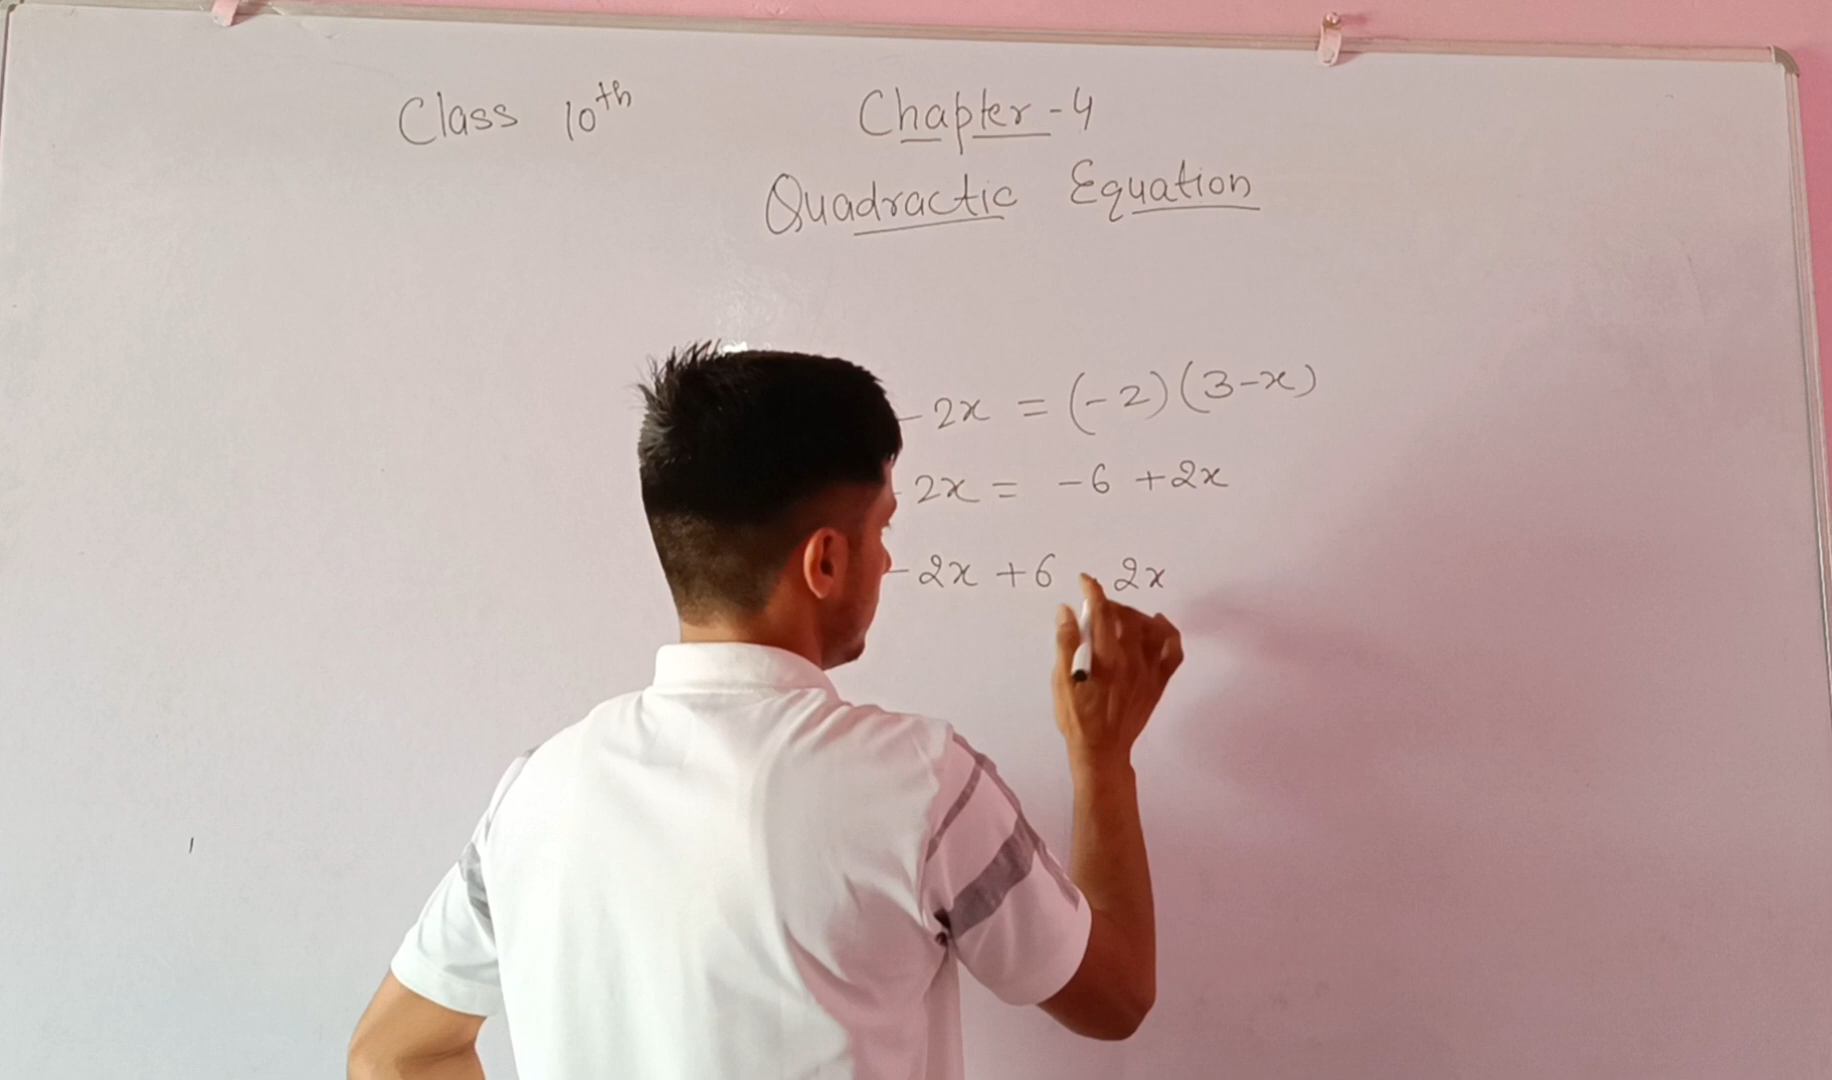 Class 10th
Chapter-4
Quadractic Equation
- 2x = (-2)(3-x)
- 2x = -6 +2x
- 2x +6 - 2x